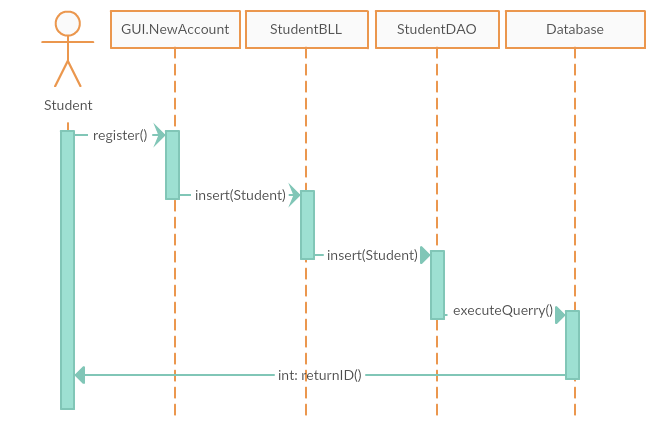 GUI.NewAccount
StudentBLL
StudentDAO
Database
Student
register()
insert(Student)
insert(Student)
executeQuerry()
int: returnID()